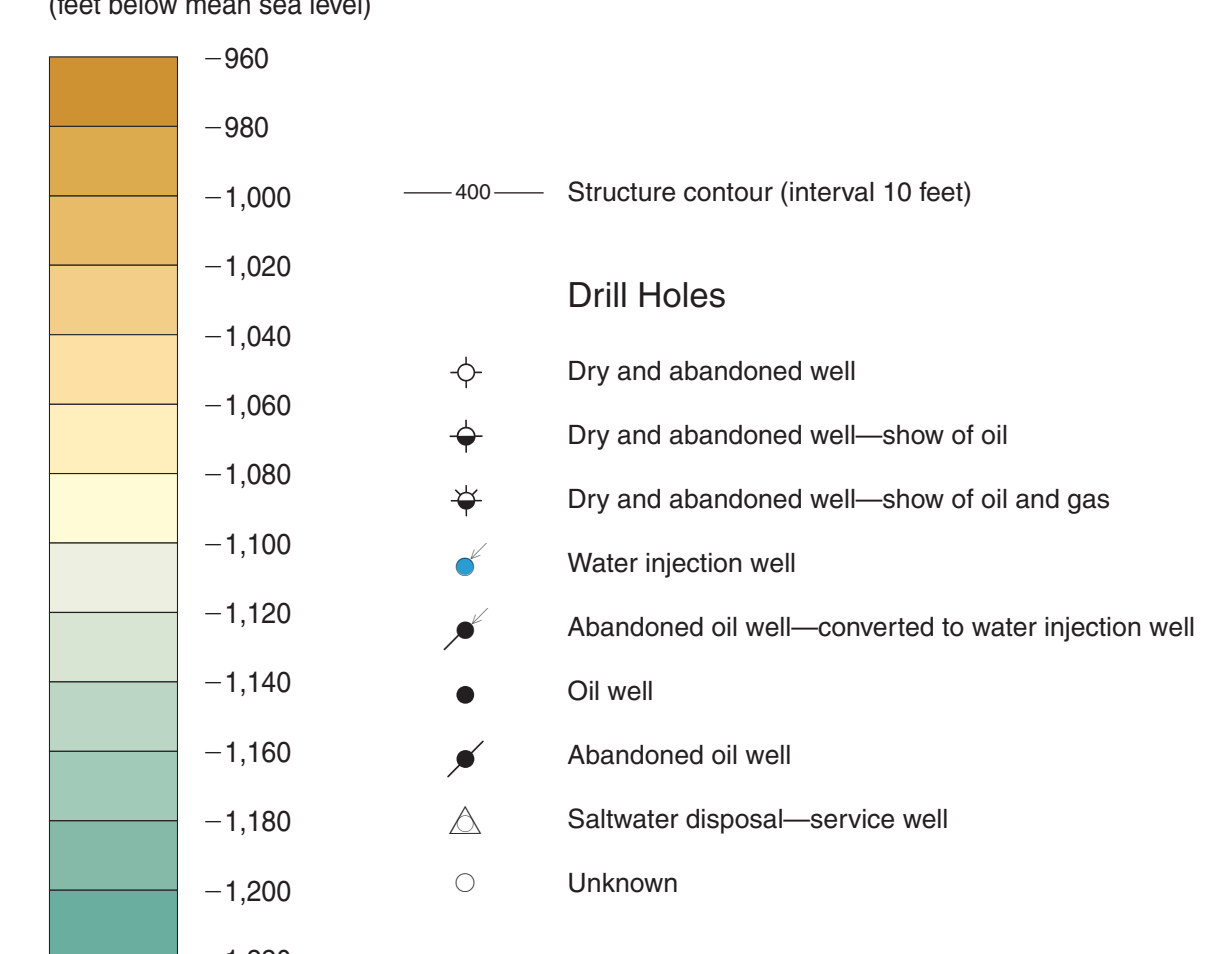 (feet below mean sea level)
−960
−980
−1,000
−1,020
−1,040
−1,060
−1,080
−1,100
−1,120
−1,140
−1,160
−1,180
−1,200
400 Structure contour (interval 10 feet)
Drill Holes
Dry and abandoned well
Dry and abandoned well—show of oil
Dry and abandoned well—show of oil and gas
Water injection well
Abandoned oil well—converted to water injection well
Oil well
Abandoned oil well
Saltwater disposal—service well
Unknown